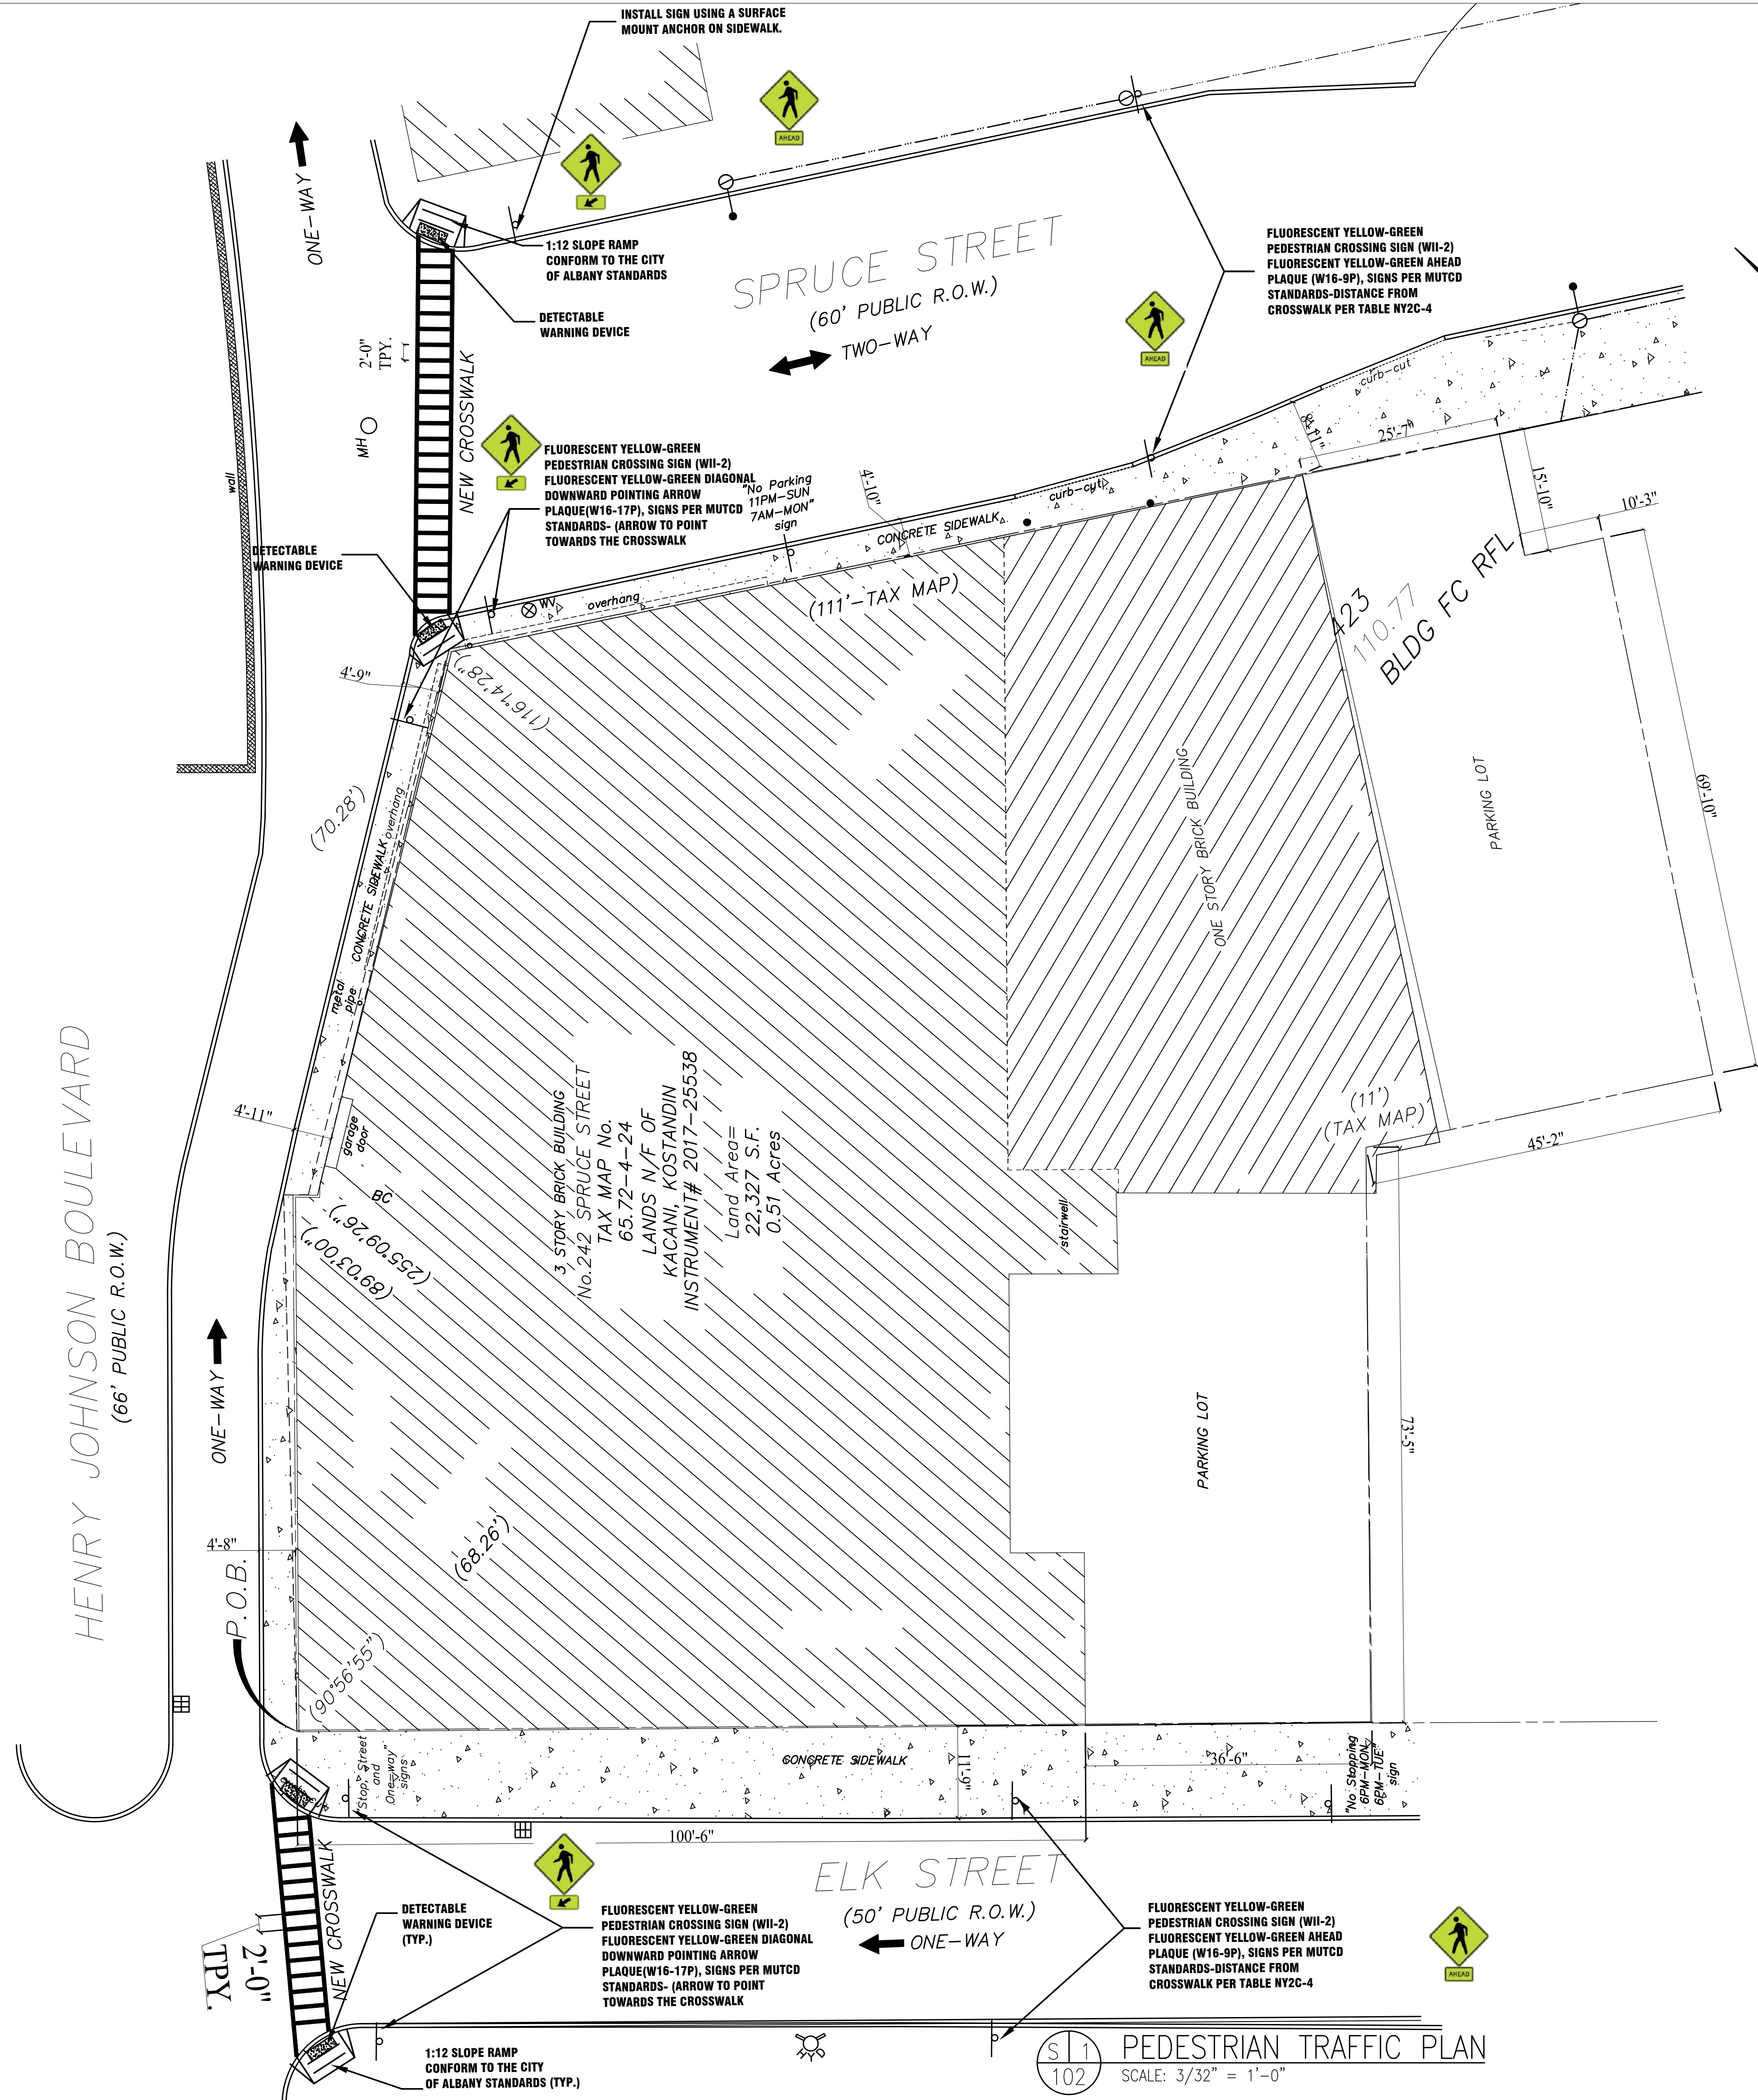 INSTALL SIGN USING A SURFACE
MOUNT ANCHOR ON SIDEWALK.
AHEAD
ONE-WAY
1:12 SLOPE RAMP
CONFORM TO THE CITY
OF ALBANY STANDARDS
DETECTABLE
WARNING DEVICE
SPRUCE STREET
(60' PUBLIC R.O.W.)
TWO-WAY
FLUORESCENT YELLOW-GREEN
PEDESTRIAN CROSSING SIGN (WII-2)
FLUORESCENT YELLOW-GREEN AHEAD
PLAQUE (W16-9P), SIGNS PER MUTCD
STANDARDS-DISTANCE FROM
CROSSWALK PER TABLE NY2C-4
AHEAD
2'-0"
TPY.
MH
NEW CROSSWALK
wall
FLUORESCENT YELLOW-GREEN
PEDESTRIAN CROSSING SIGN (WII-2)
FLUORESCENT YELLOW-GREEN DIAGONAL
DOWNWARD POINTING ARROW
PLAQUE(W16-17P), SIGNS PER MUTCD
STANDARDS- (ARROW TO POINT
TOWARDS THE CROSSWALK
"No Parking
11PM-SUN
7AM-MON"
sign
4'-10"
CONCRETE SIDEWALK
curb-cut
curb-cut
8'-11"
25'-7"
15'-10"
10'-3"
DETECTABLE
WARNING DEVICE
WV
overhang
(111'-TAX MAP)
423
110.77
BLDG FC RFL
4'-9"
(116°14'28")
(70.28')
CONCRETE SIDEWALK
overhang
metal
pipe
ONE STORY BRICK BUILDING
PARKING LOT
69'-10"
HENRY JOHNSON BOULEVARD
(66' PUBLIC R.O.W.)
4'-11"
garage
door
BC
(255°09'26")
(89°03'00")
3 STORY BRICK BUILDING
No.242 SPRUCE STREET
TAX MAP No.
65.72-4-24
LANDS N/F OF
KACANI, KOSTANDIN
INSTRUMENT# 2017-25538
Land Area=
22,327 S.F.
0.51 Acres
(11')
(TAX MAP)
45'-2"
stairwell
ONE-WAY
PARKING LOT
73'-5"
4'-8"
P.O.B.
(68.26')
(90°56'55")
"Stop, Street
and
One-way"
signs
CONCRETE SIDEWALK
11'-9"
36'-6"
"No Stopping
6PM-MON
6PM-TUE"
sign
100'-6"
ELK STREET
(50' PUBLIC R.O.W.)
ONE-WAY
NEW CROSSWALK
2'-0"
TPY.
DETECTABLE
WARNING DEVICE
(TYP.)
FLUORESCENT YELLOW-GREEN
PEDESTRIAN CROSSING SIGN (WII-2)
FLUORESCENT YELLOW-GREEN DIAGONAL
DOWNWARD POINTING ARROW
PLAQUE(W16-17P), SIGNS PER MUTCD
STANDARDS- (ARROW TO POINT
TOWARDS THE CROSSWALK
FLUORESCENT YELLOW-GREEN
PEDESTRIAN CROSSING SIGN (WII-2)
FLUORESCENT YELLOW-GREEN AHEAD
PLAQUE (W16-9P), SIGNS PER MUTCD
STANDARDS-DISTANCE FROM
CROSSWALK PER TABLE NY2C-4
AHEAD
1:12 SLOPE RAMP
CONFORM TO THE CITY
OF ALBANY STANDARDS (TYP.)
S 1
102
PEDESTRIAN TRAFFIC PLAN
SCALE: 3/32" = 1'-0"